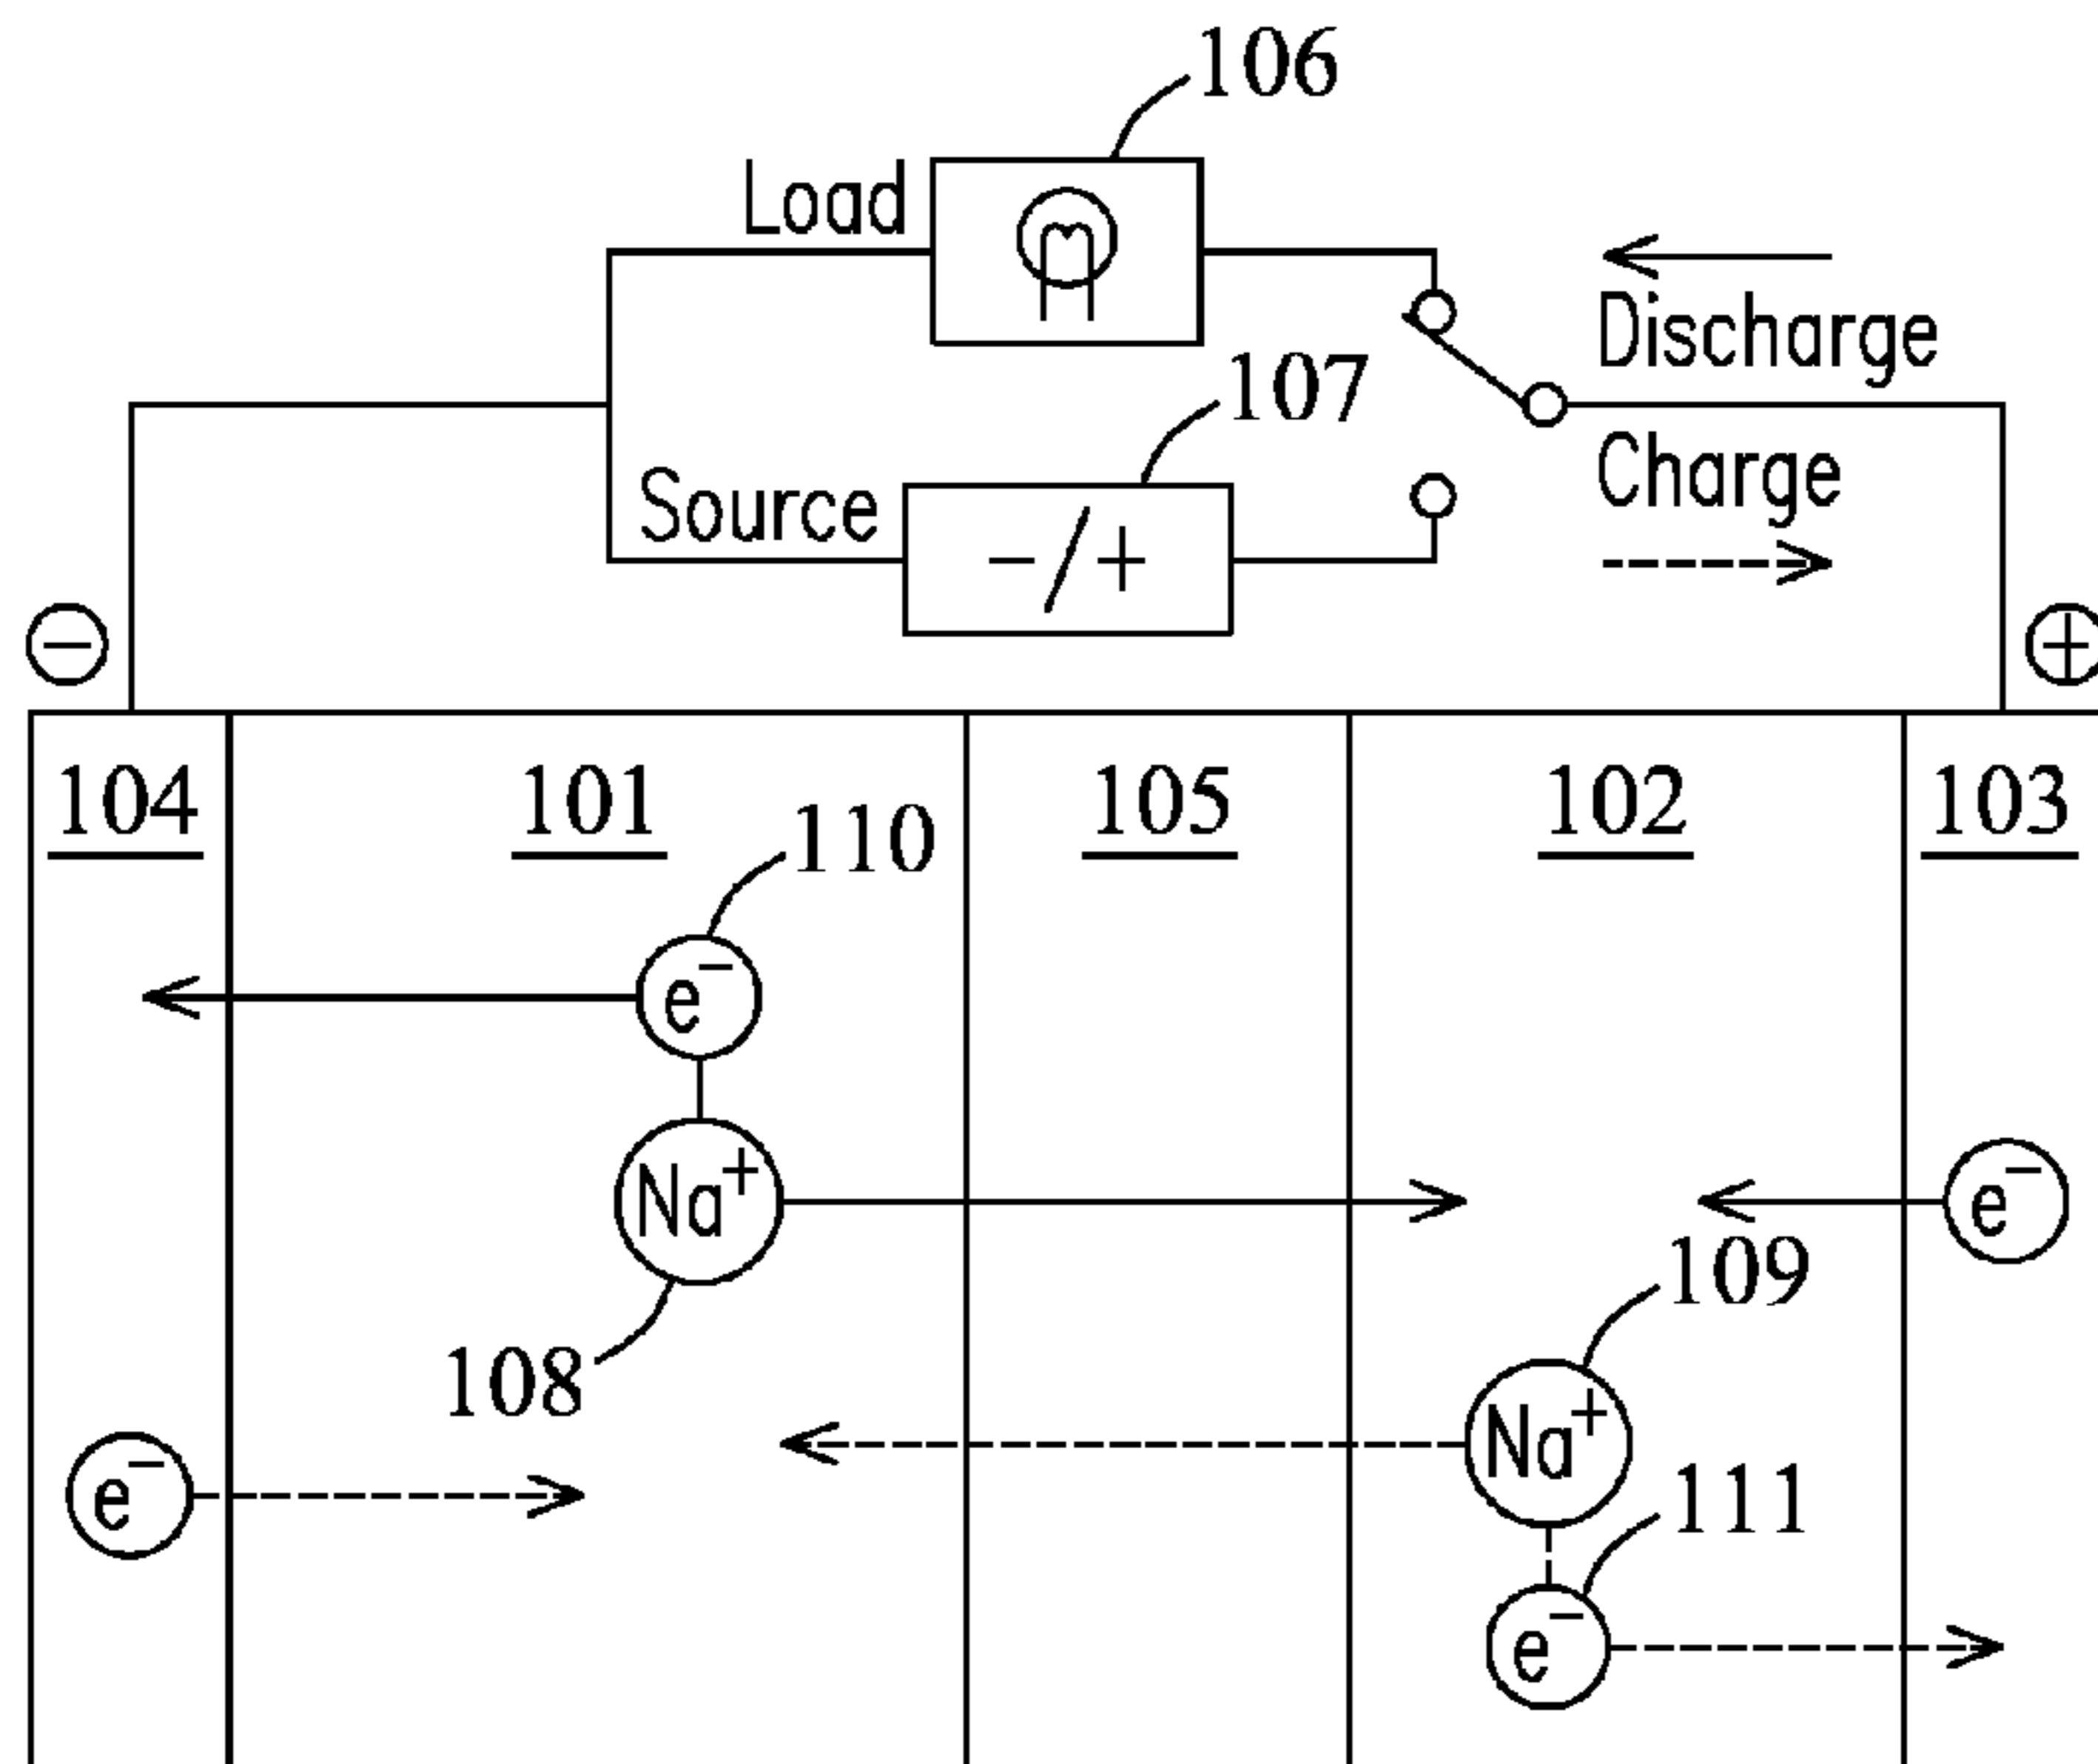 106
Load
Discharge
107
Charge
Source
-/+
− +
104 101 105 102 103
110
e−
Na+
e−
109
108
Na+
e−
111
e−